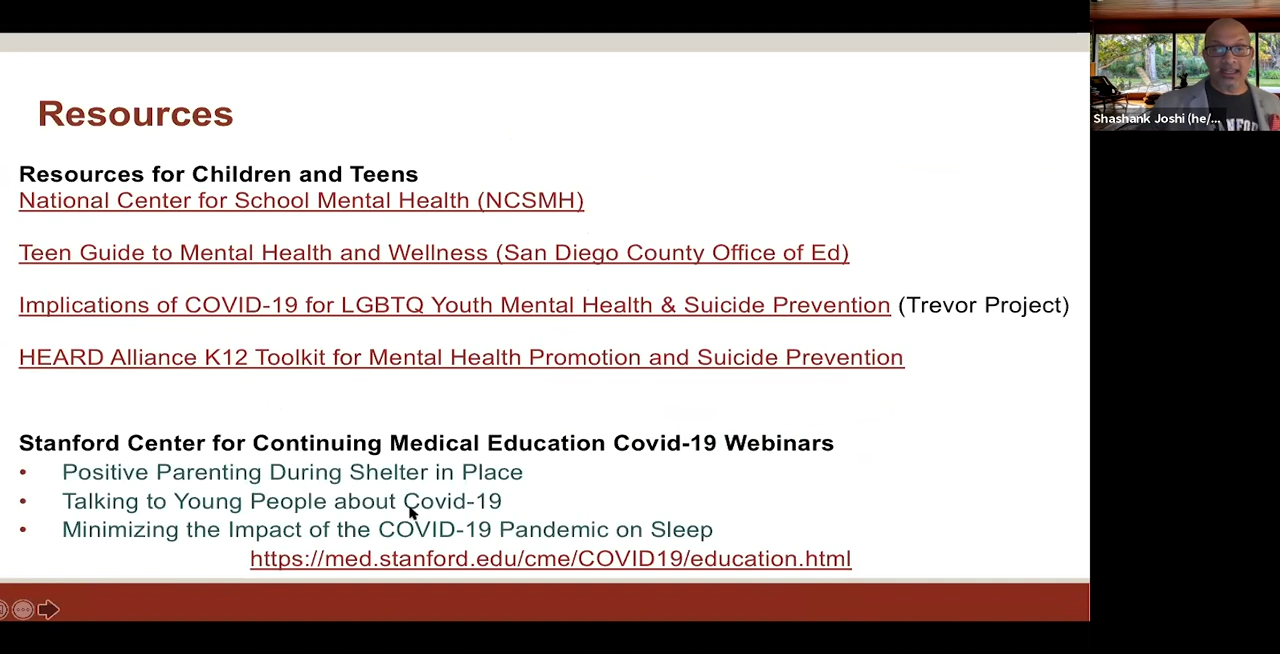 Resources
Resources for Children and Teens
National Center for School Mental Health (NCSMH)
Teen Guide to Mental Health and Wellness (San Diego County Office of Ed)
Implications of COVID-19 for LGBTQ Youth Mental Health & Suicide Prevention (Trevor Project)
HEARD Alliance K12 Toolkit for Mental Health Promotion and Suicide Prevention
Stanford Center for Continuing Medical Education Covid-19 Webinars
• Positive Parenting During Shelter in Place
• Talking to Young People about Covid-19
• Minimizing the Impact of the COVID-19 Pandemic on Sleep
https://med.stanford.edu/cme/COVID19/education.html
Shashank Joshi (he/...